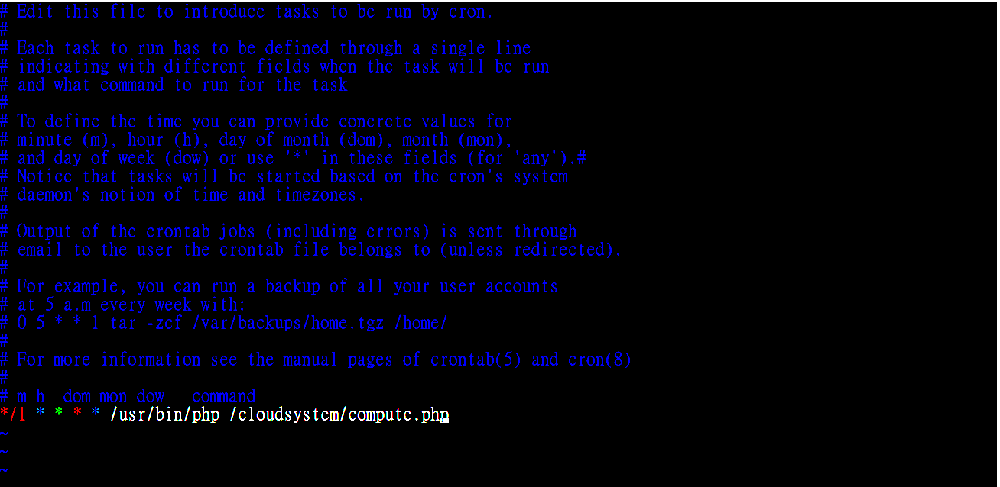 # Edit this file to introduce tasks to be run by cron.
#
# Each task to run has to be defined through a single line
# indicating with different fields when the task will be run
# and what command to run for the task
#
# To define the time you can provide concrete values for
# minute (m), hour (h), day of month (dom), month (mon),
# and day of week (dow) or use '*' in these fields (for 'any').#
# Notice that tasks will be started based on the cron's system
# daemon's notion of time and timezones.
#
# Output of the crontab jobs (including errors) is sent through
# email to the user the crontab file belongs to (unless redirected).
#
# For example, you can run a backup of all your user accounts
# at 5 a.m every week with:
# 0 5 * * 1 tar -zcf /var/backups/home.tgz /home/
#
# For more information see the manual pages of crontab(5) and cron(8)
#
# m h  dom mon dow   command
*/1 * * * * /usr/bin/php /cloudsystem/compute.php
~
~
~